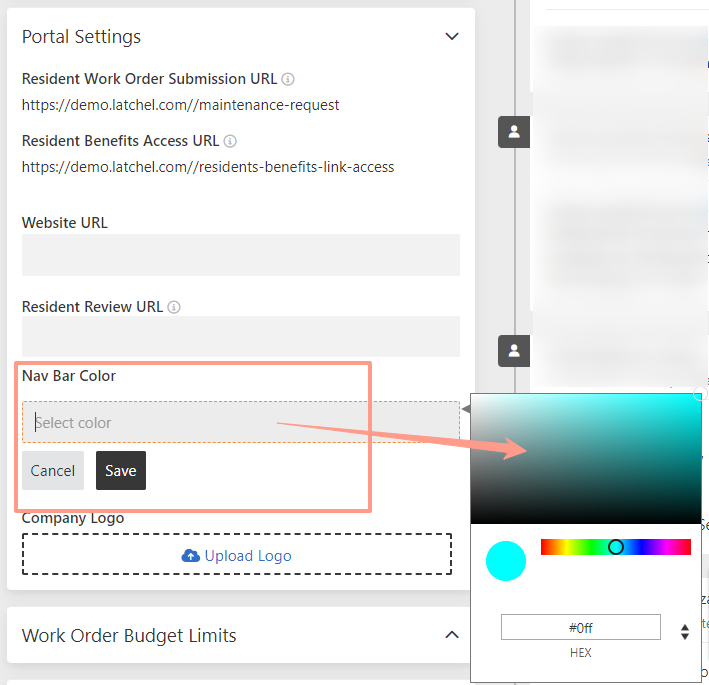 Portal Settings
Resident Work Order Submission URL
https://demo.latchel.com//maintenance-request
Resident Benefits Access URL
https://demo.latchel.com//residents-benefits-link-access
Website URL
Resident Review URL
Nav Bar Color
Select color
Cancel
Save
Company Logo
Upload Logo
Work Order Budget Limits
#0ff
HEX